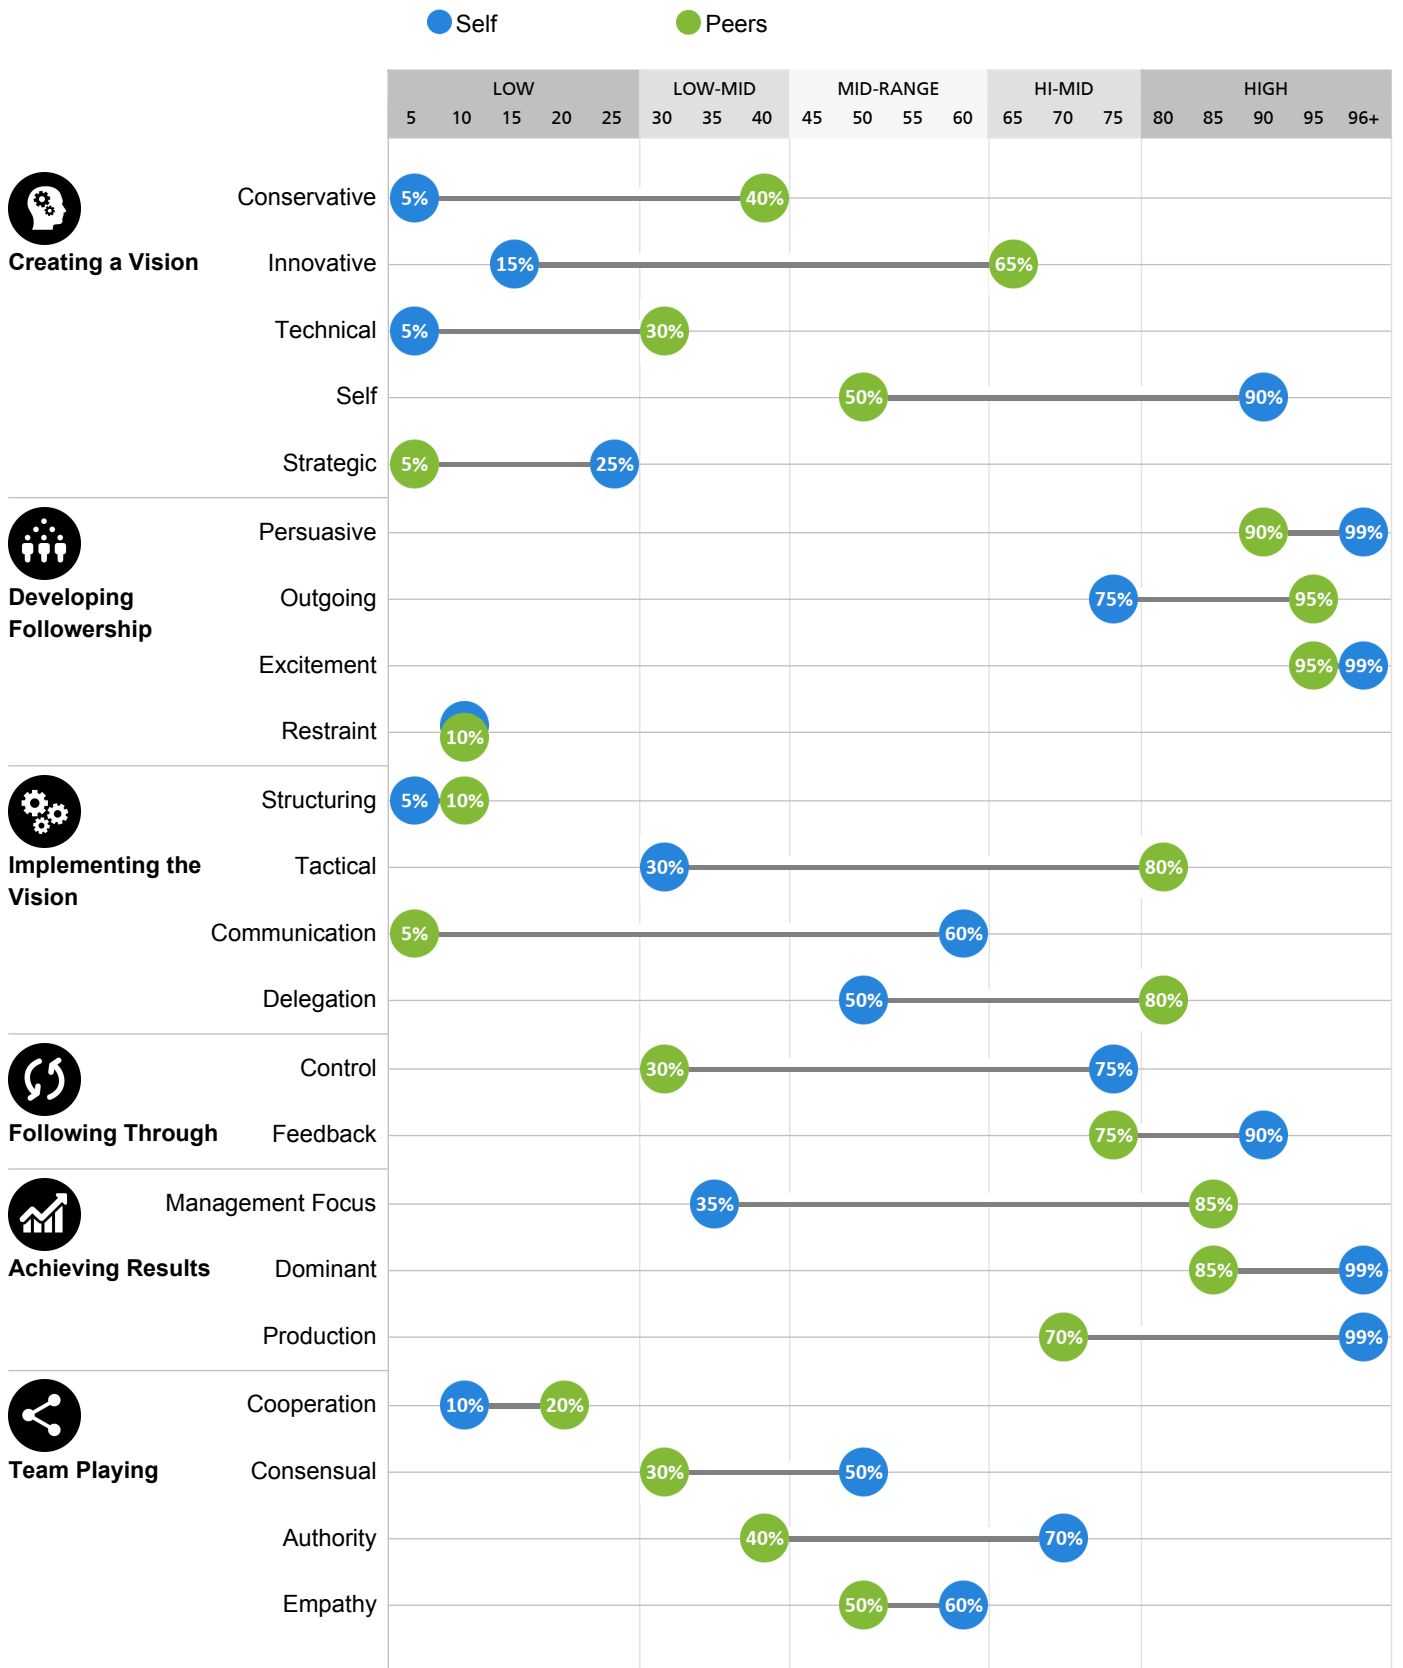 Self Peers
LOW LOW-MID MID-RANGE HI-MID HIGH
5 10 15 20 25 30 35 40 45 50 55 60 65 70 75 80 85 90 95 96+
Creating a Vision
Conservative 5% 40%
Innovative 15% 65%
Technical 5% 30%
Self 50% 90%
Strategic 5% 25%
Developing
Followership
Persuasive 90% 99%
Outgoing 75% 95%
Excitement 95% 99%
Restraint 10%
Implementing the
Vision
Structuring 5% 10%
Tactical 30% 80%
Communication 5% 60%
Delegation 50% 80%
Following Through
Control 30% 75%
Feedback 75% 90%
Achieving Results
Management Focus 35% 85%
Dominant 85% 99%
Production 70% 99%
Team Playing
Cooperation 10% 20%
Consensual 30% 50%
Authority 40% 70%
Empathy 50% 60%